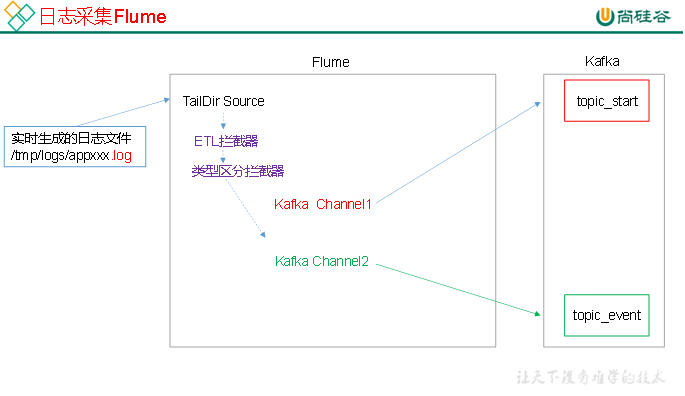 日志采集Flume
尚硅谷
Flume
Kafka
TailDir Source
topic_start
实时生成的日志文件
/tmp/logs/appxxx.log
ETL拦截器
类型区分拦截器
Kafka Channel1
Kafka Channel2
topic_event
让天下没有难学的技术